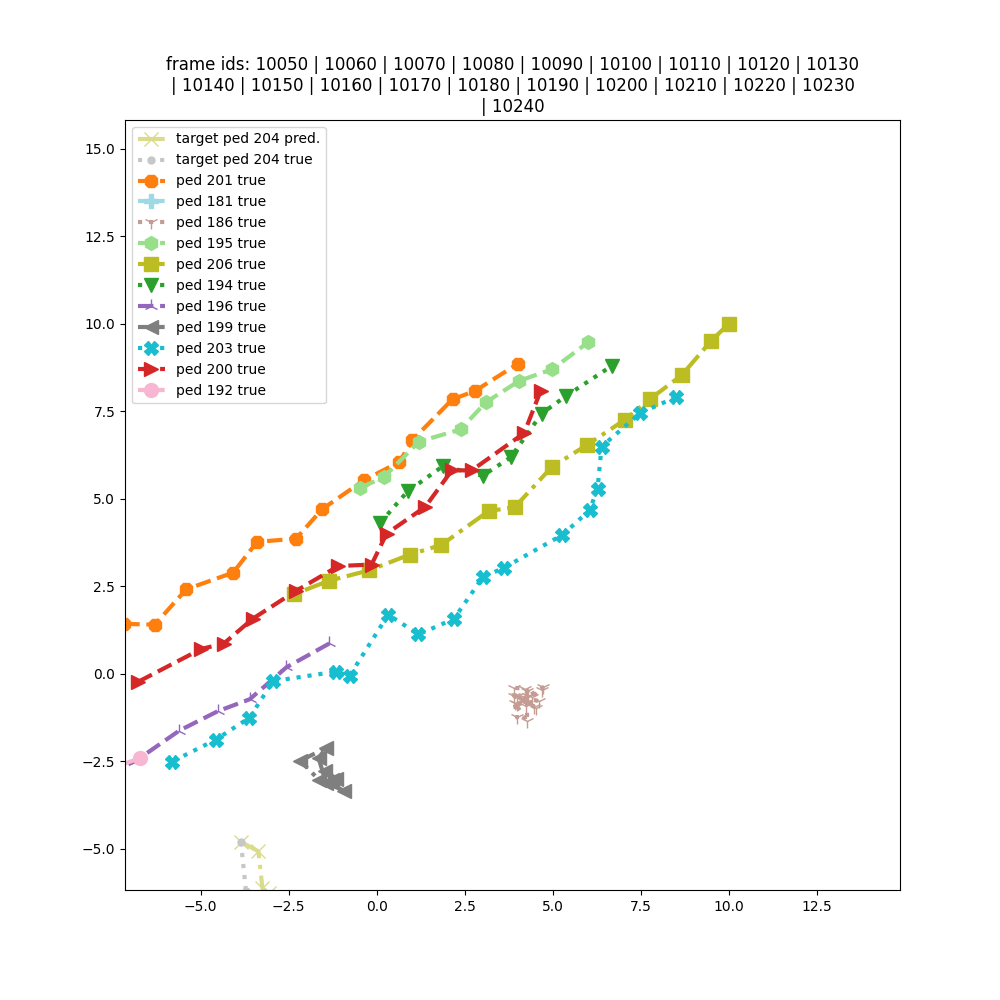 frame ids: 10050 | 10060 | 10070 | 10080 | 10090 | 10100 | 10110 | 10120 | 10130
| 10140 | 10150 | 10160 | 10170 | 10180 | 10190 | 10200 | 10210 | 10220 | 10230
| 10240
target ped 204 pred.
target ped 204 true
ped 201 true
ped 181 true
ped 186 true
ped 195 true
ped 206 true
ped 194 true
ped 196 true
ped 199 true
ped 203 true
ped 200 true
ped 192 true
15.0
12.5
10.0
7.5
5.0
2.5
0.0
−2.5
−5.0
−5.0 −2.5 0.0 2.5 5.0 7.5 10.0 12.5